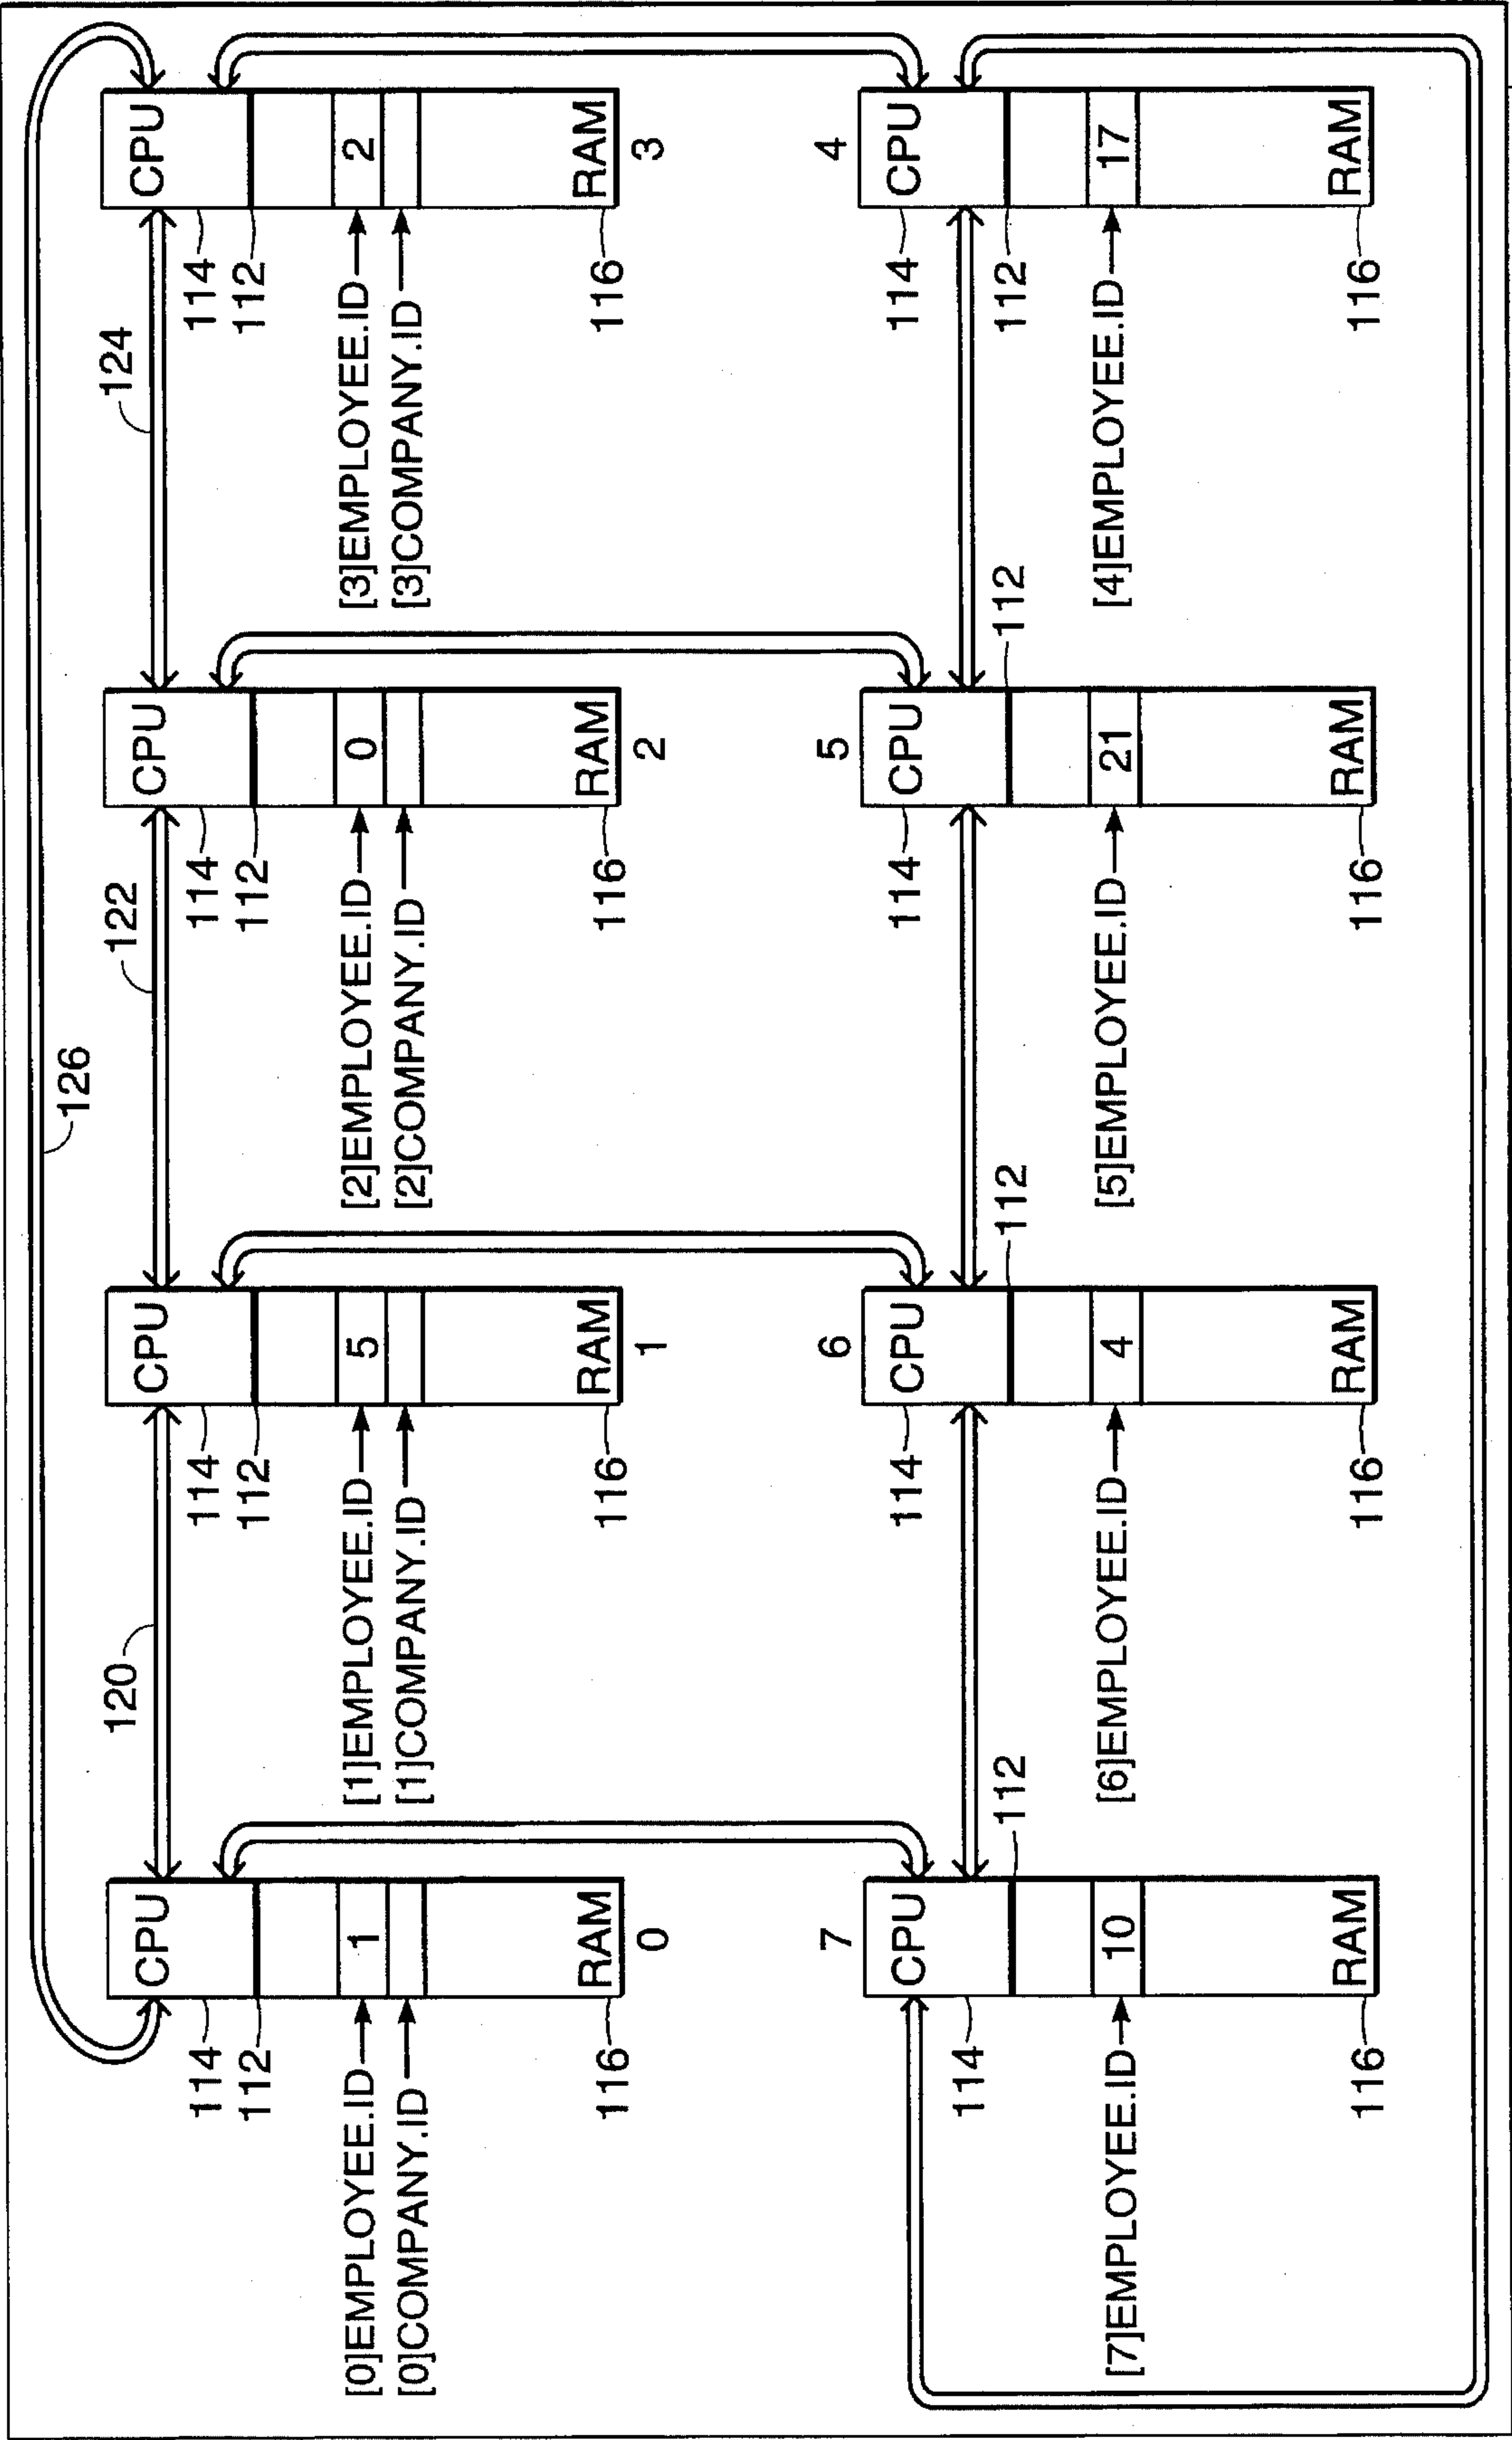 126
120
122
124
CPU
CPU
CPU
CPU
114
114
114
114
112
112
112
112
[0]EMPLOYEE.ID
1
[1]EMPLOYEE.ID
5
[2]EMPLOYEE.ID
0
[3]EMPLOYEE.ID
2
[0]COMPANY.ID
[1]COMPANY.ID
[2]COMPANY.ID
[3]COMPANY.ID
116
RAM
116
RAM
116
RAM
116
RAM
0
1
2
3
7
6
5
4
CPU
114
CPU
114
CPU
114
CPU
114
112
112
112
112
[7]EMPLOYEE.ID
10
[6]EMPLOYEE.ID
4
[5]EMPLOYEE.ID
21
[4]EMPLOYEE.ID
17
116
RAM
116
RAM
116
RAM
116
RAM